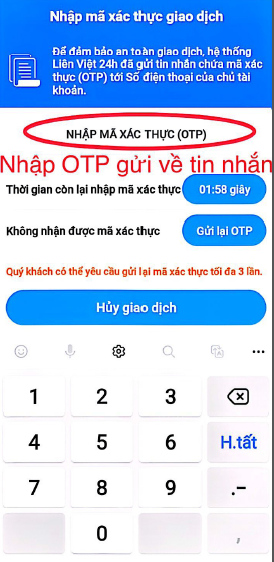 Nhập mã xác thực giao dịch
Để đảm bảo an toàn giao dịch, hệ thống
Liên Việt 24h đã gửi tin nhắn chứa mã xác
thực (OTP) tới Số điện thoại của chủ tài
khoản.
NHẬP MÃ XÁC THỰC (OTP)
Nhập OTP gửi về tin nhắn
Thời gian còn lại nhập mã xác thực 01:58 giây
Không nhận được mã xác thực Gửi lại OTP
Quý khách có thể yêu cầu gửi lại mã xác thực tối đa 3 lần.
Hủy giao dịch
1 2 3
4 5 6 H.tất
7 8 9 .-
0 ,